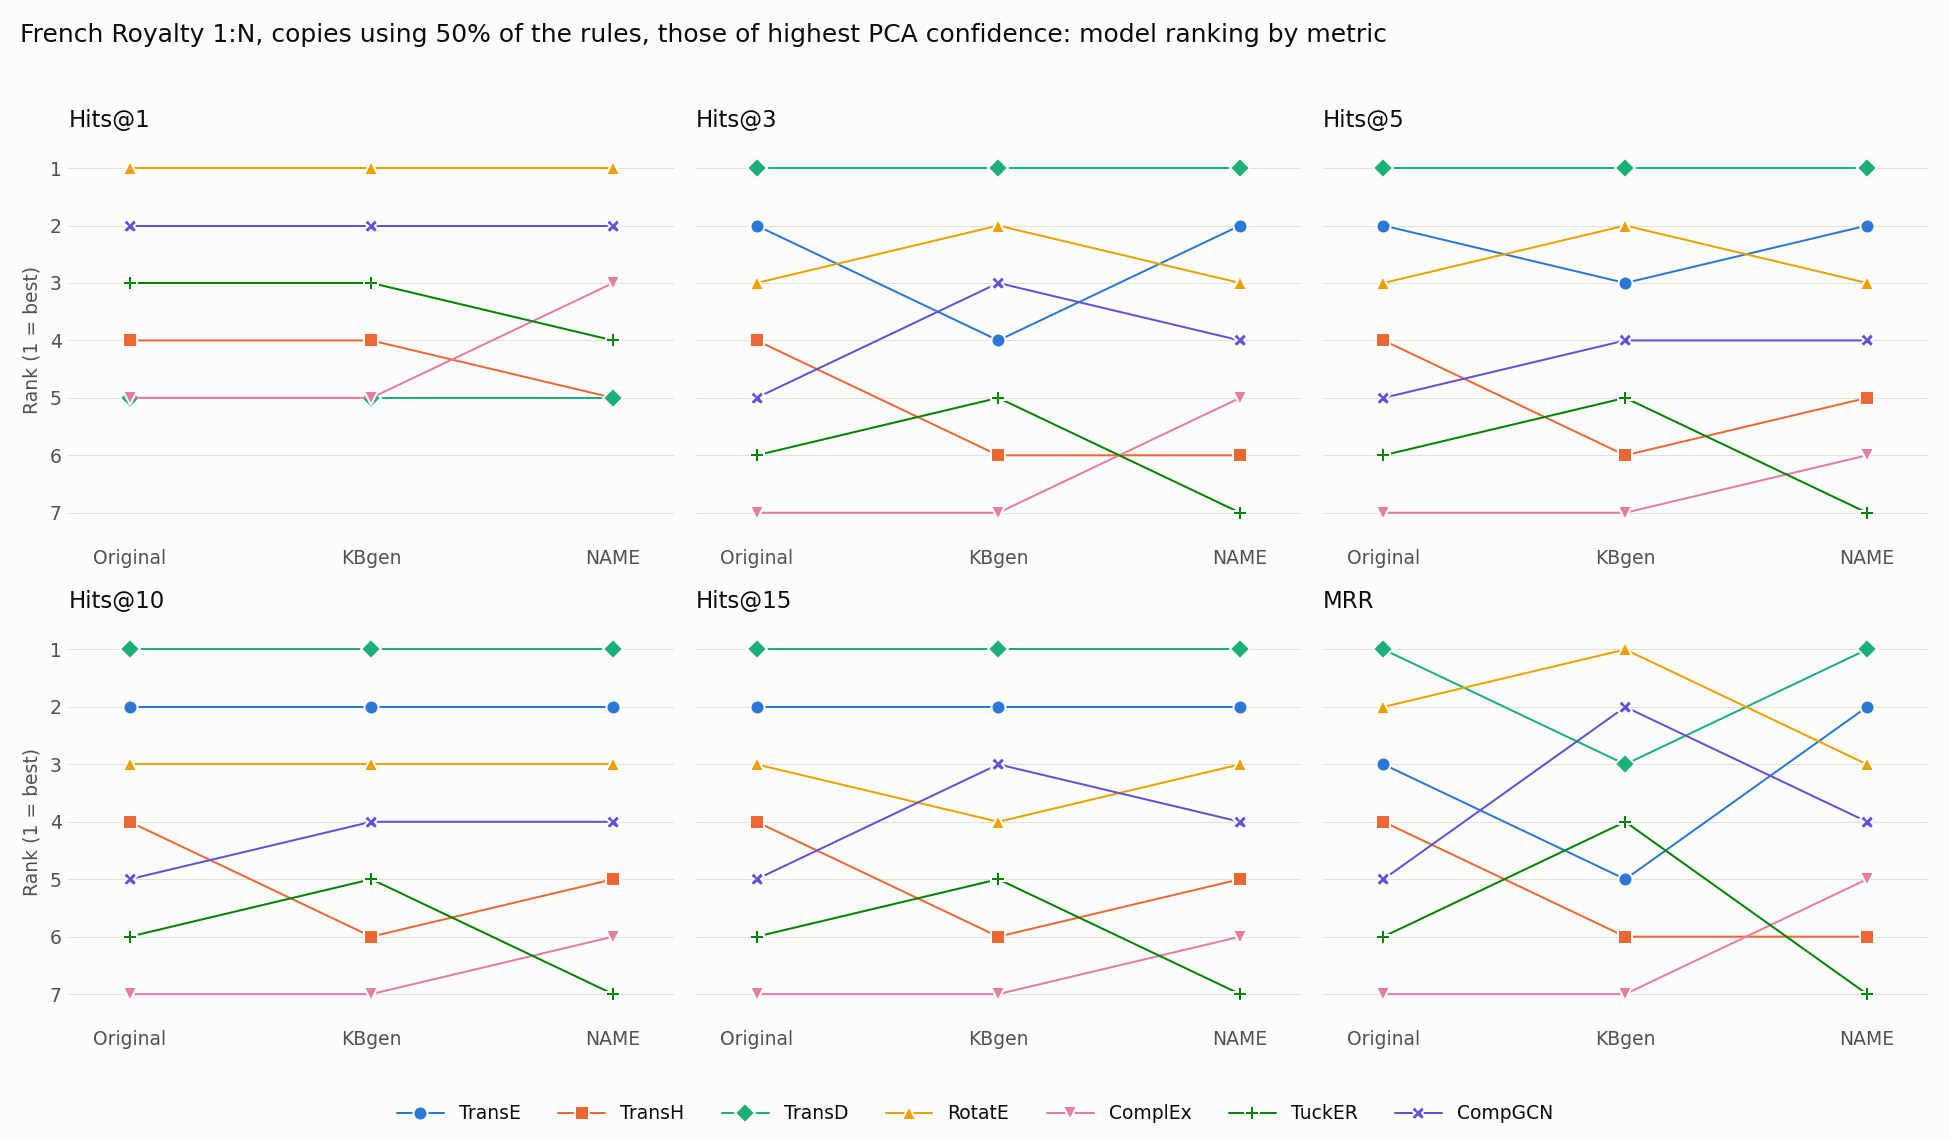 French Royalty 1:N, copies using 50% of the rules, those of highest PCA confidence: model ranking by metric
Hits@1
Hits@3
Hits@5
Rank (1 = best)
1
2
3
4
5
6
7
Original
KBgen
NAME
Original
KBgen
NAME
Original
KBgen
NAME
Hits@10
Hits@15
MRR
Rank (1 = best)
1
2
3
4
5
6
7
Original
KBgen
NAME
Original
KBgen
NAME
Original
KBgen
NAME
TransE
TransH
TransD
RotatE
ComplEx
TuckER
CompGCN